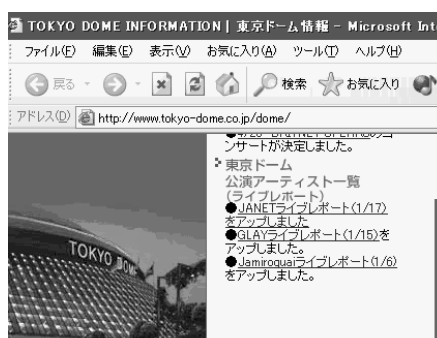 TOKYO DOME INFORMATION | 東京ドーム情報 - Microsoft Int
ファイル(F) 編集(E) 表示(V) お気に入り(A) ツール(T) ヘルプ(H)
戻る 検索 お気に入り
アドレス(D) http://www.tokyo-dome.co.jp/dome/
ンサートが決定しました。
東京ドーム
公演アーティスト一覧
(ライブレポート)
●JANETライブレポート(1/17)
をアップしました
●GLAYライブレポート(1/15)を
アップしました。
●Jamiroquaiライブレポート(1/6)
をアップしました。
TOKYO DOME